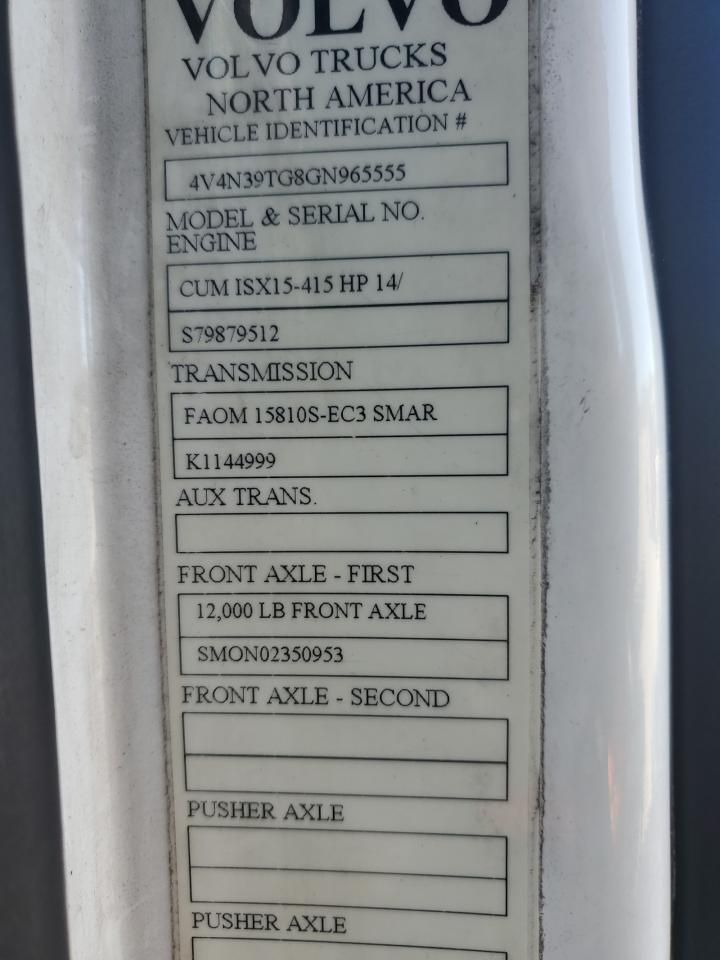 VOLVO
VOLVO TRUCKS
NORTH AMERICA
VEHICLE IDENTIFICATION #
4V4N39TG8GN965555
MODEL & SERIAL NO.
ENGINE
CUM ISX15-415 HP 14/
S79879512
TRANSMISSION
FAOM 15810S-EC3 SMAR
K1144999
AUX TRANS.
FRONT AXLE - FIRST
12,000 LB FRONT AXLE
SMON02350953
FRONT AXLE - SECOND
PUSHER AXLE
PUSHER AXLE